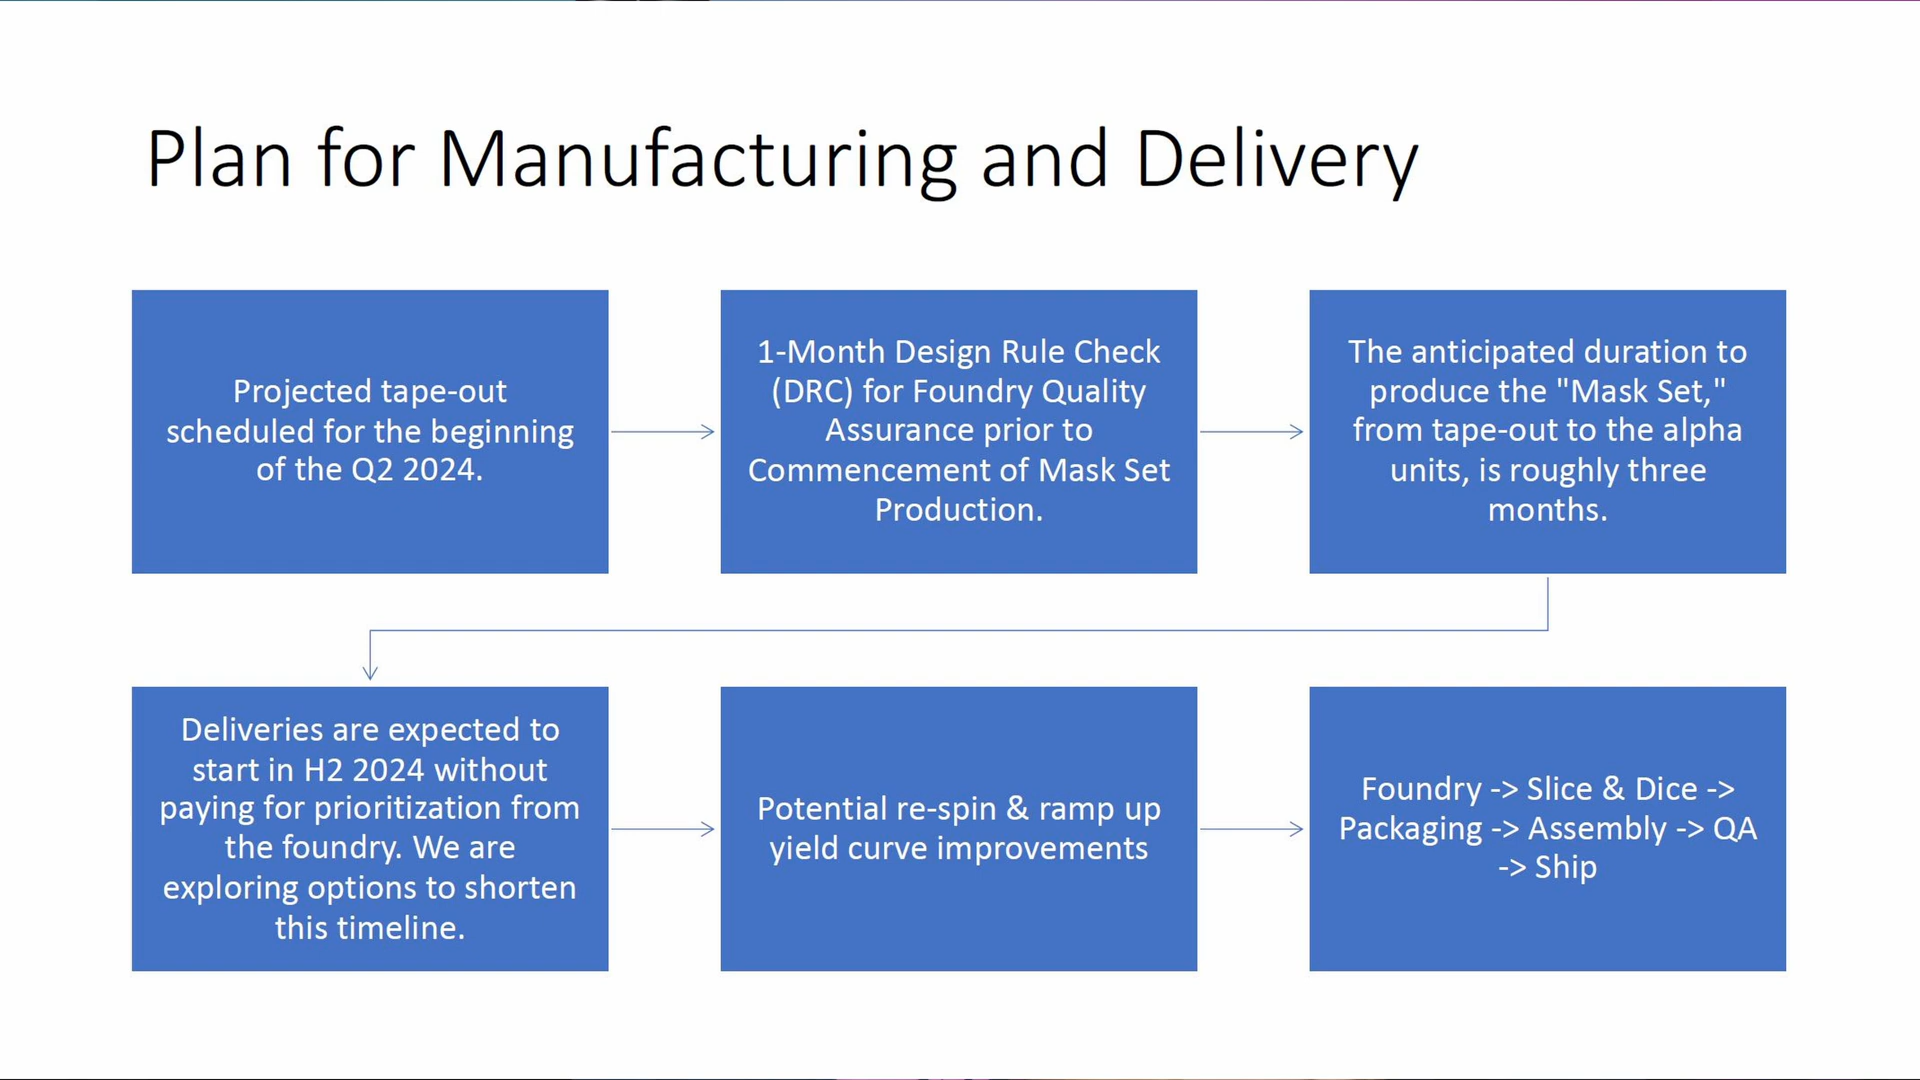 Plan for Manufacturing and Delivery
Projected tape-out
scheduled for the beginning
of the Q2 2024.
1-Month Design Rule Check
(DRC) for Foundry Quality
Assurance prior to
Commencement of Mask Set
Production.
The anticipated duration to
produce the "Mask Set,"
from tape-out to the alpha
units, is roughly three
months.
Deliveries are expected to
start in H2 2024 without
paying for prioritization from
the foundry. We are
exploring options to shorten
this timeline.
Potential re-spin & ramp up
yield curve improvements
Foundry -> Slice & Dice ->
Packaging -> Assembly -> QA
-> Ship